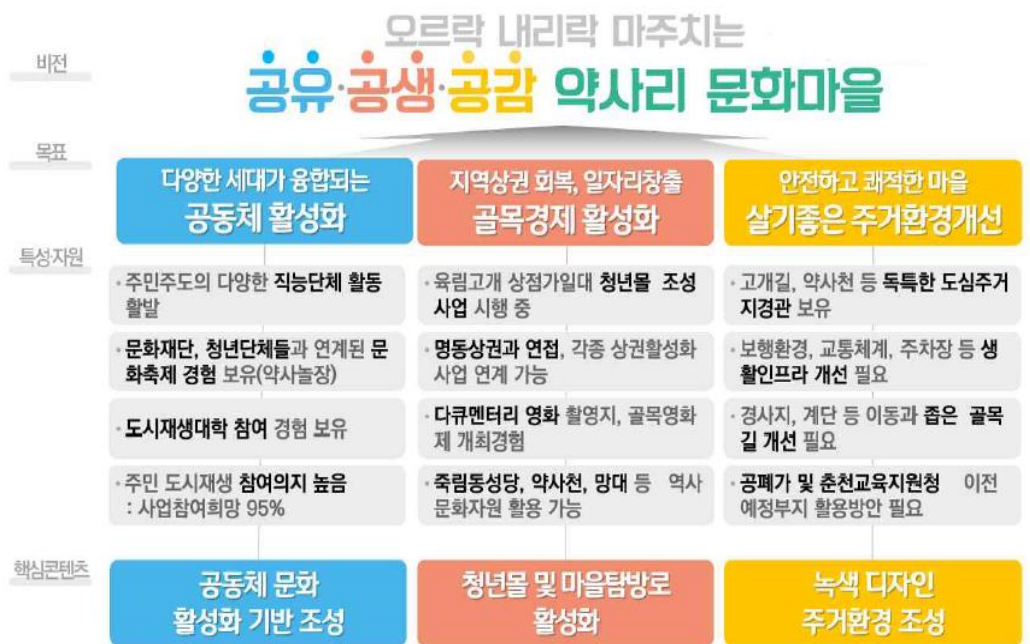 비전
오르락 내리락 마주치는
공유·공생·공감 약사리 문화마을
목표
다양한 세대가 융합되는
공동체 활성화
지역상권 회복, 일자리창출
골목경제 활성화
안전하고 쾌적한 마을
살기좋은 주거환경개선
특성·자원
· 주민주도의 다양한 직능단체 활동
활발
· 문화재단, 청년단체들과 연계된 문
화축제 경험 보유(약사놀장)
· 도시재생대학 참여 경험 보유
· 주민 도시재생 참여의지 높음
: 사업참여희망 95%
· 육림고개 상점가일대 청년몰 조성
사업 시행 중
· 명동상권과 연접, 각종 상권활성화
사업 연계 가능
· 다큐멘터리 영화 촬영지, 골목영화
제 개최경험
· 죽림동성당, 약사천, 망대 등 역사
문화자원 활용 가능
· 고개길, 약사천 등 독특한 도심주거
지경관 보유
· 보행환경, 교통체계, 주차장 등 생
활인프라 개선 필요
· 경사지, 계단 등 이동과 좁은 골목
길 개선 필요
· 공폐가 및 춘천교육지원청 이전
예정부지 활용방안 필요
핵심콘텐츠
공동체 문화
활성화 기반 조성
청년몰 및 마을탐방로
활성화
녹색 디자인
주거환경 조성